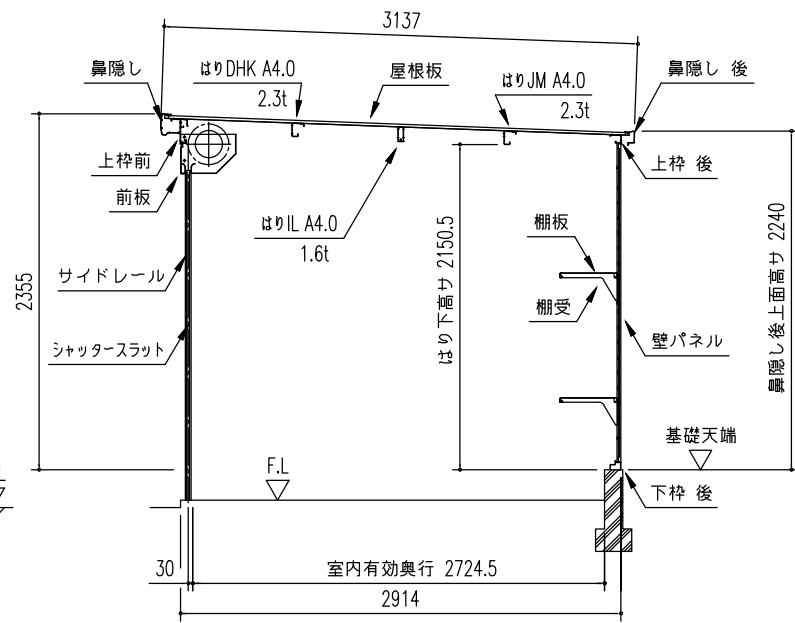 3137
鼻隠し
はりDHK A4.0
2.3t
屋根板
はりJM A4.0
2.3t
鼻隠し 後
上枠前
前板
上枠 後
はりIL A4.0
1.6t
棚板
棚受
サイドレール
シャッタースラット
壁パネル
2355
はり下高サ 2150.5
鼻隠し後上面高サ 2240
基礎天端
F.L
下枠 後
30
室内有効奥行 2724.5
2914